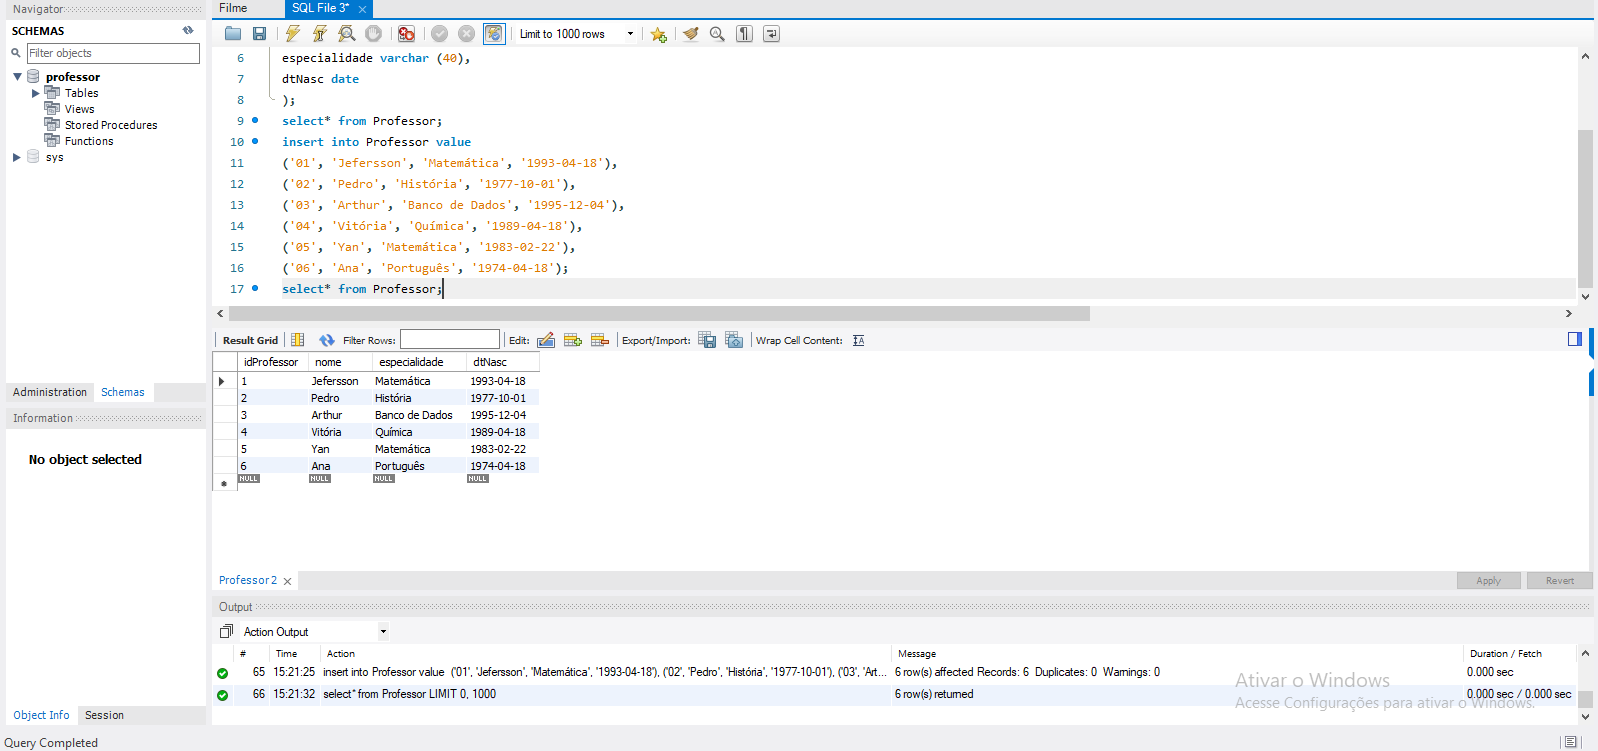 Navigator
SCHEMAS
Filter objects
professor
Tables
Views
Stored Procedures
Functions
sys
Administration Schemas
Information
No object selected
Object Info Session
Query Completed
Filme SQL File 3* ×
Limit to 1000 rows
6 especialidade varchar (40),
7 dtNasc date
8 );
9 select* from Professor;
10 insert into Professor value
11 ('01', 'Jefersson', 'Matemática', '1993-04-18'),
12 ('02', 'Pedro', 'História', '1977-10-01'),
13 ('03', 'Arthur', 'Banco de Dados', '1995-12-04'),
14 ('04', 'Vitória', 'Química', '1989-04-18'),
15 ('05', 'Yan', 'Matemática', '1983-02-22'),
16 ('06', 'Ana', 'Português', '1974-04-18');
17 select* from Professor;
Result Grid Filter Rows: Edit: Export/Import: Wrap Cell Content:
idProfessor nome especialidade dtNasc
1 Jefersson Matemática 1993-04-18
2 Pedro História 1977-10-01
3 Arthur Banco de Dados 1995-12-04
4 Vitória Química 1989-04-18
5 Yan Matemática 1983-02-22
6 Ana Português 1974-04-18
NULL NULL NULL NULL
Professor 2 ×
Apply Revert
Output
Action Output
# Time Action Message Duration / Fetch
65 15:21:25 insert into Professor value ('01', 'Jefersson', 'Matemática', '1993-04-18'), ('02', 'Pedro', 'História', '1977-10-01'), ('03', 'Art... 6 row(s) affected Records: 6 Duplicates: 0 Warnings: 0 0.000 sec
66 15:21:32 select* from Professor LIMIT 0, 1000 6 row(s) returned 0.000 sec / 0.000 sec
Ativar o Windows
Acesse Configurações para ativar o Windows.